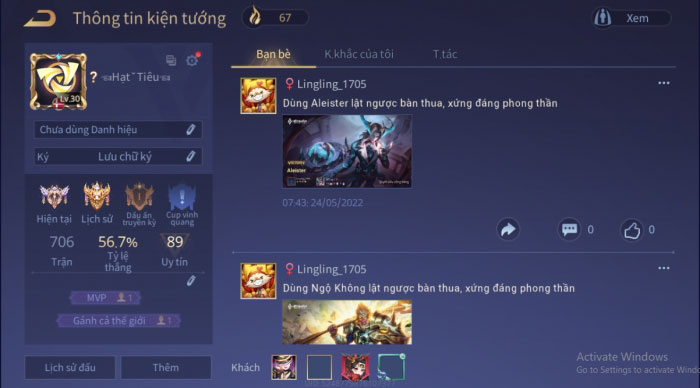 Thông tin kiện tướng
67
Xem
Bạn bè
K.khắc của tôi
T.tác
Lv.30
? ༺Hạt˜Tiêu༻
Chưa dùng Danh hiệu
Ký
Lưu chữ ký
Hiện tại
Lịch sử
Dấu ấn truyền kỳ
Cup vinh quang
706
56.7%
89
Trận
Tỷ lệ thắng
Uy tín
MVP 1
Gánh cả thế giới 1
Lịch sử đấu
Thêm
♀ Lingling_1705
...
Dùng Aleister lật ngược bàn thua, xứng đáng phong thần
Aleister
07:43: 24/05/2022
0
0
♀ Lingling_1705
...
Dùng Ngộ Không lật ngược bàn thua, xứng đáng phong thần
Khách
Activate Windows
Go to Settings to activate Wind